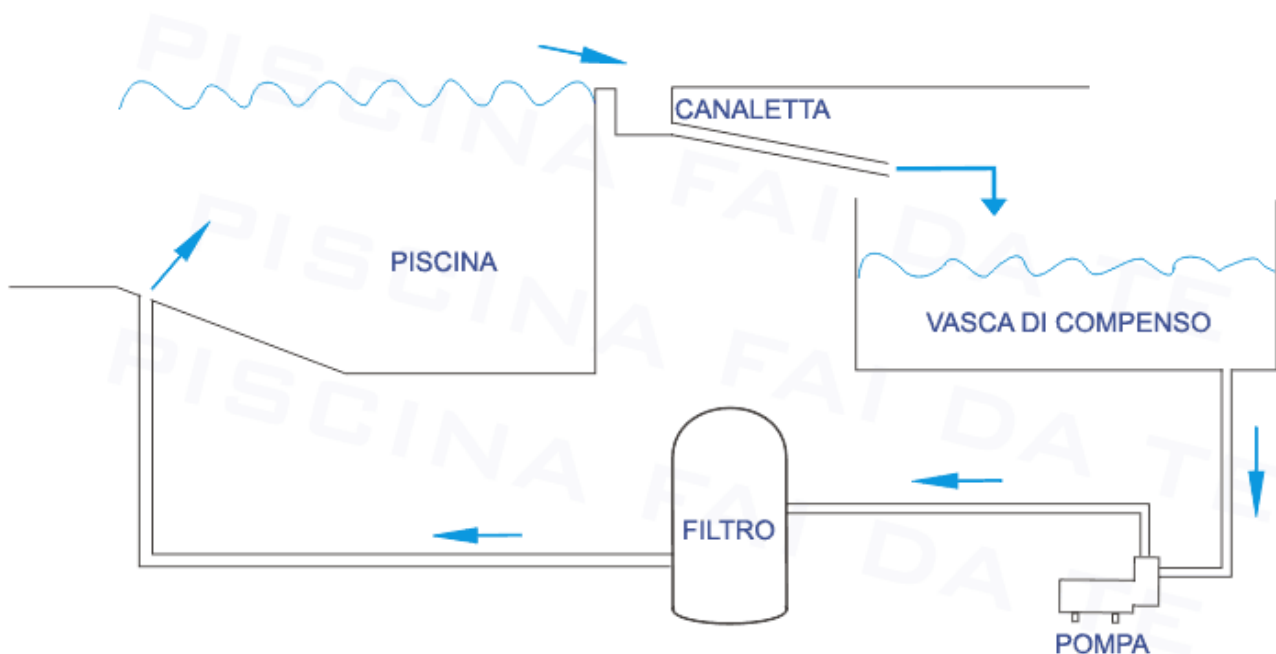 PISCINA FAI DA TE
PISCINA FAI DA TE
PISCINA FAI DA TE
CANALETTA
PISCINA
VASCA DI COMPENSO
FILTRO
POMPA